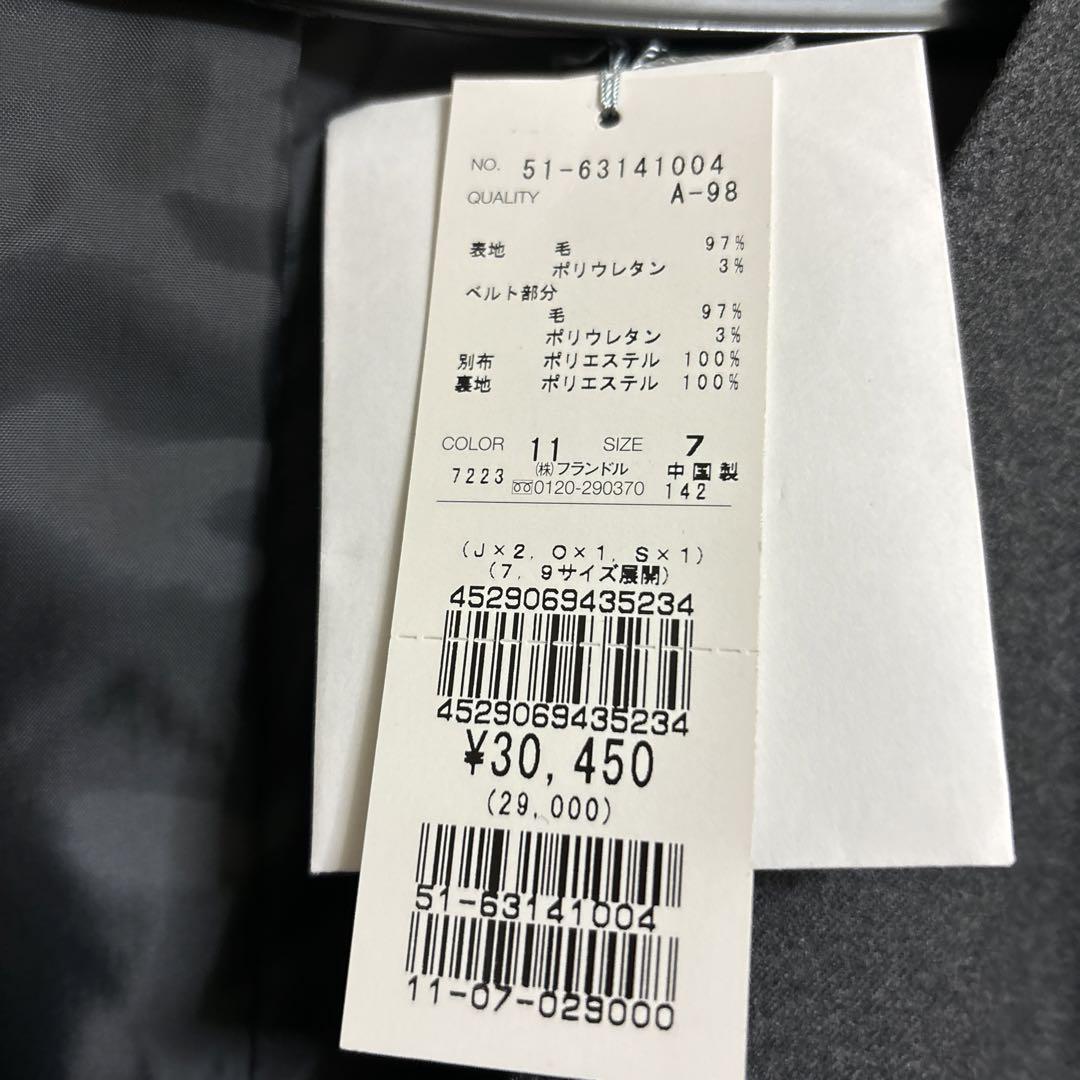 NO. 51-63141004
QUALITY A-98
表地 毛 97%
ポリウレタン 3%
ベルト部分
毛 97%
ポリウレタン 3%
別布 ポリエステル 100%
裏地 ポリエステル 100%
COLOR 11 SIZE 7
7223 ㈱フランドル 中国製
0120-290370 142
(J×2, O×1, S×1)
(7, 9サイズ展開)
4529069435234
4529069435234
¥30,450
(29,000)
51-63141004
11-07-029000